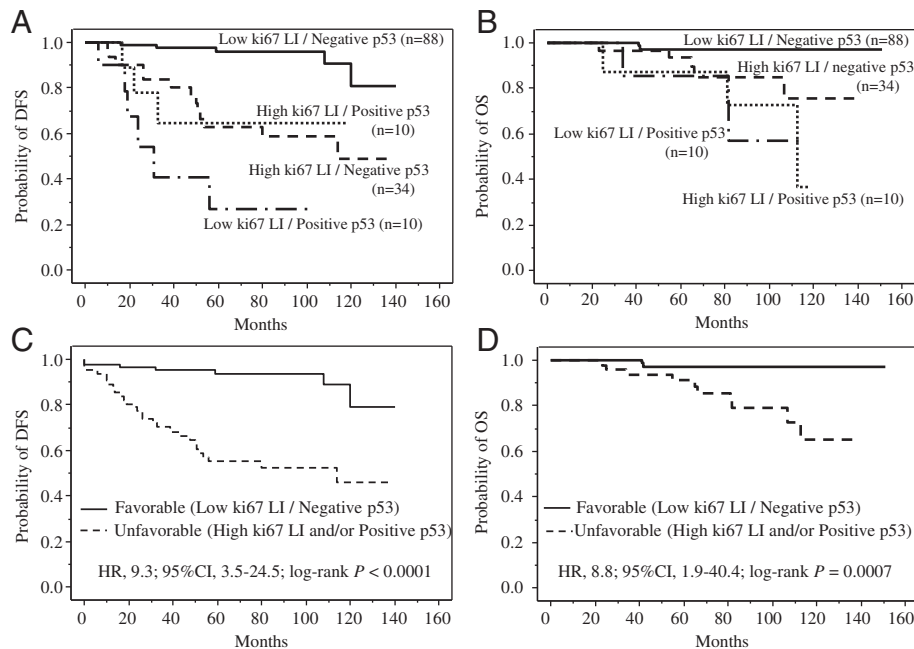 A
Probability of DFS
1.0
0.8
0.6
0.4
0.2
0.0
Low ki67 LI / Negative p53 (n=88)
High ki67 LI / Positive p53
(n=10)
High ki67 LI / Negative p53
(n=34)
Low ki67 LI / Positive p53 (n=10)
0 20 40 60 80 100 120 140 160
Months
B
Probability of OS
1.0
0.8
0.6
0.4
0.2
0.0
Low ki67 LI / Negative p53 (n=88)
High ki67 LI / negative p53
(n=34)
Low ki67 LI / Positive p53
(n=10)
High ki67 LI / Positive p53 (n=10)
0 20 40 60 80 100 120 140 160
Months
C
Probability of DFS
1.0
0.8
0.6
0.4
0.2
0.0
Favorable (Low ki67 LI / Negative p53)
Unfavorable (High ki67 LI and/or Positive p53)
HR, 9.3; 95%CI, 3.5-24.5; log-rank P < 0.0001
0 20 40 60 80 100 120 140 160
Months
D
Probability of OS
1.0
0.8
0.6
0.4
0.2
0.0
Favorable (Low ki67 LI / Negative p53)
Unfavorable (High ki67 LI and/or Positive p53)
HR, 8.8; 95%CI, 1.9-40.4; log-rank P = 0.0007
0 20 40 60 80 100 120 140 160
Months